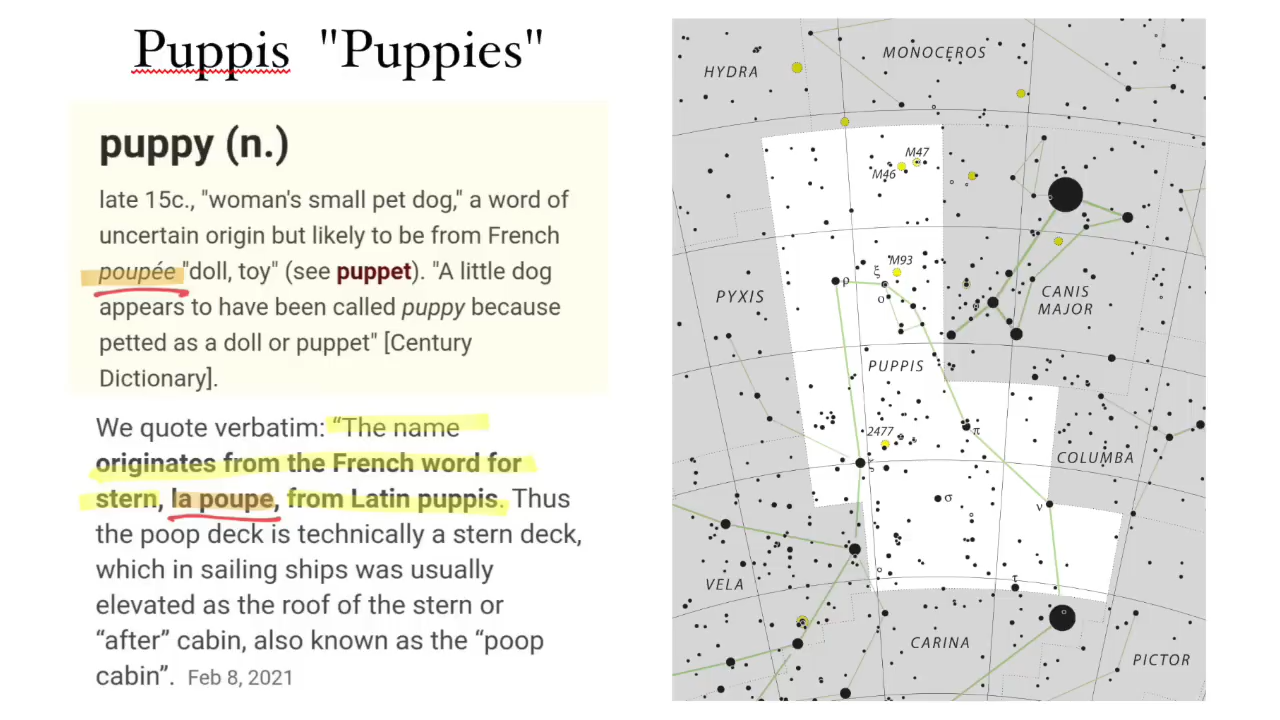 Puppis "Puppies"
puppy (n.)
late 15c., "woman's small pet dog," a word of
uncertain origin but likely to be from French
poupée "doll, toy" (see puppet). "A little dog
appears to have been called puppy because
petted as a doll or puppet" [Century
Dictionary].
We quote verbatim: “The name
originates from the French word for
stern, la poupe, from Latin puppis. Thus
the poop deck is technically a stern deck,
which in sailing ships was usually
elevated as the roof of the stern or
“after” cabin, also known as the “poop
cabin”. Feb 8, 2021
MONOCEROS
HYDRA
M47
M46
M93
ξ
ρ
ο
PYXIS
CANIS
MAJOR
PUPPIS
2477
π
COLUMBA
ζ
σ
ν
τ
VELA
CARINA
PICTOR